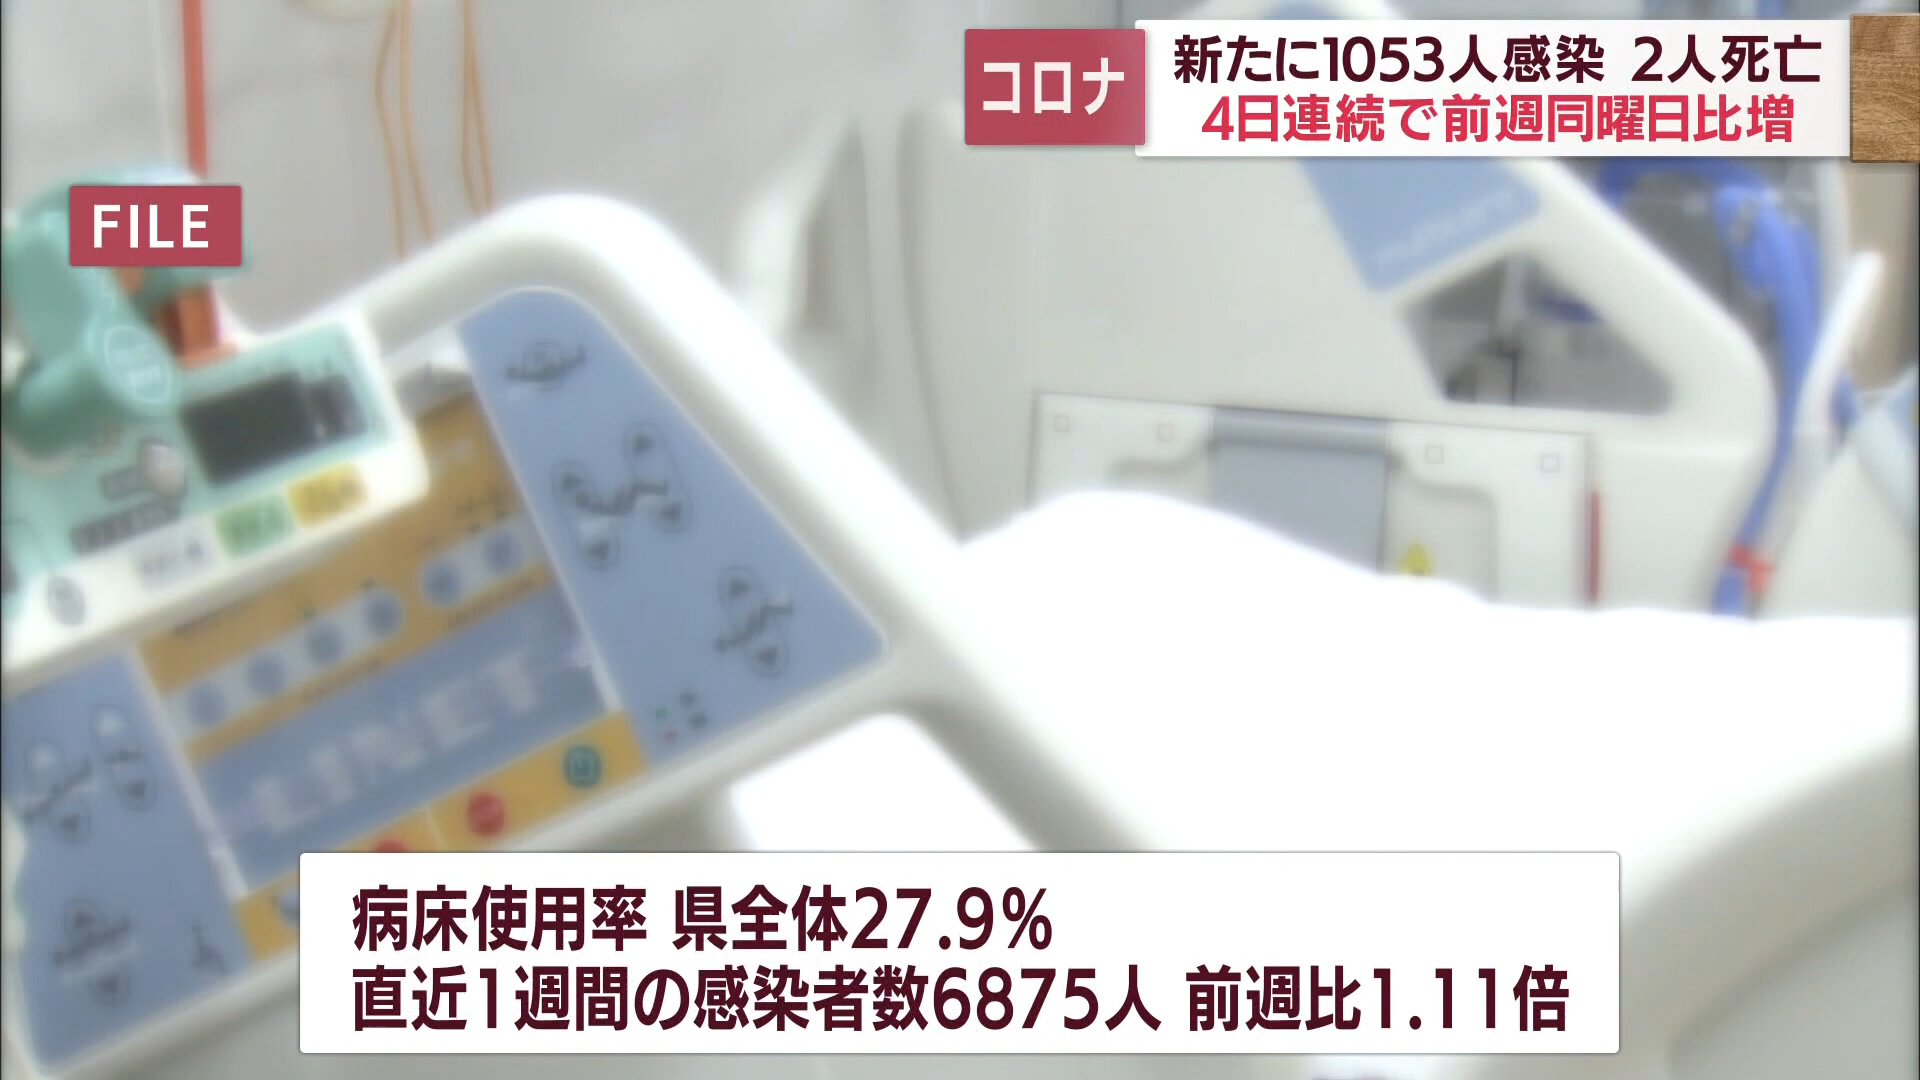 コロナ
新たに1053人感染 2人死亡
4日連続で前週同曜日比増
FILE
multicare
LINET
病床使用率 県全体27.9%
直近1週間の感染者数6875人 前週比1.11倍